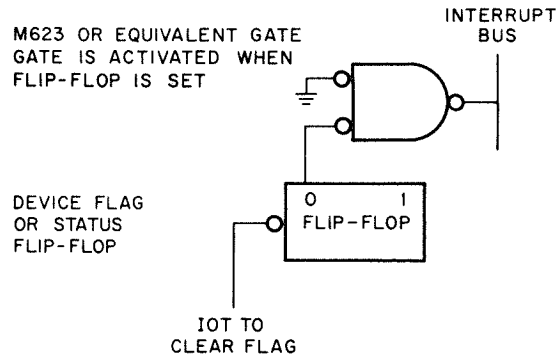 M623 OR EQUIVALENT GATE
GATE IS ACTIVATED WHEN
FLIP-FLOP IS SET
INTERRUPT
BUS
DEVICE FLAG
OR STATUS
FLIP-FLOP
0 1
FLIP-FLOP
IOT TO
CLEAR FLAG